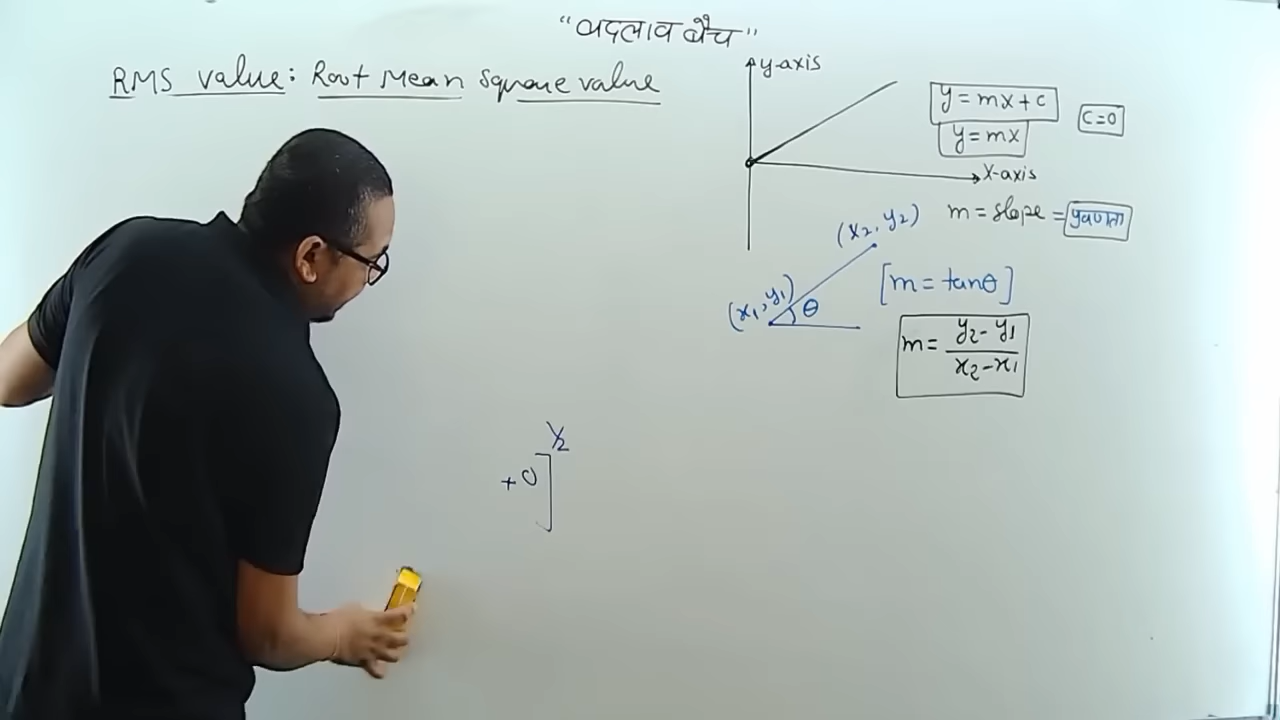 "बदलाव बैच"
RMS value: Root Mean Square value
y-axis
y = mx + c
c=0
y = mx
x-axis
m = slope = प्रवणता
(x₂, y₂)
(x₁, y₁)
θ
[m = tanθ]
m = y₂ - y₁ / x₂ - x₁
+ 0]^1/2